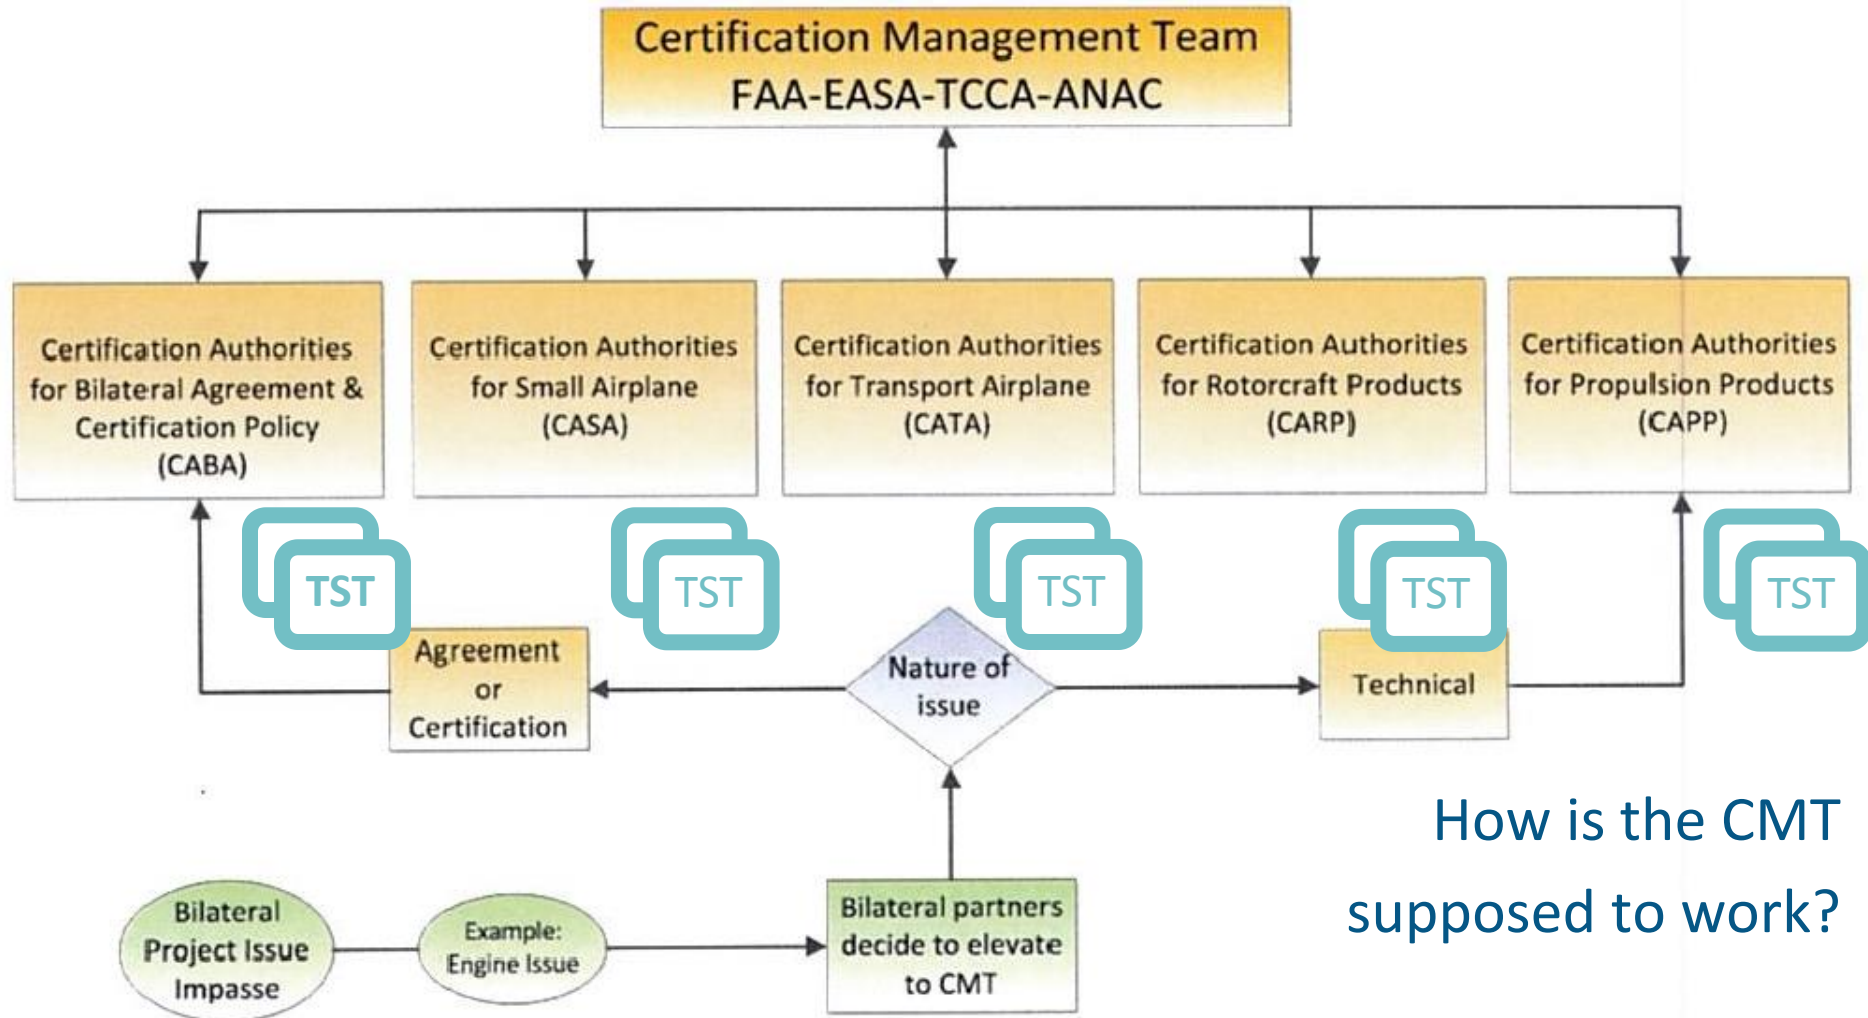 Certification Management Team
FAA-EASA-TCCA-ANAC
Certification Authorities
for Bilateral Agreement &
Certification Policy
(CABA)
Certification Authorities
for Small Airplane
(CASA)
Certification Authorities
for Transport Airplane
(CATA)
Certification Authorities
for Rotorcraft Products
(CARP)
Certification Authorities
for Propulsion Products
(CAPP)
TST
TST
TST
TST
TST
Agreement
or
Certification
Nature of
issue
Technical
How is the CMT
supposed to work?
Bilateral
Project Issue
Impasse
Example:
Engine Issue
Bilateral partners
decide to elevate
to CMT